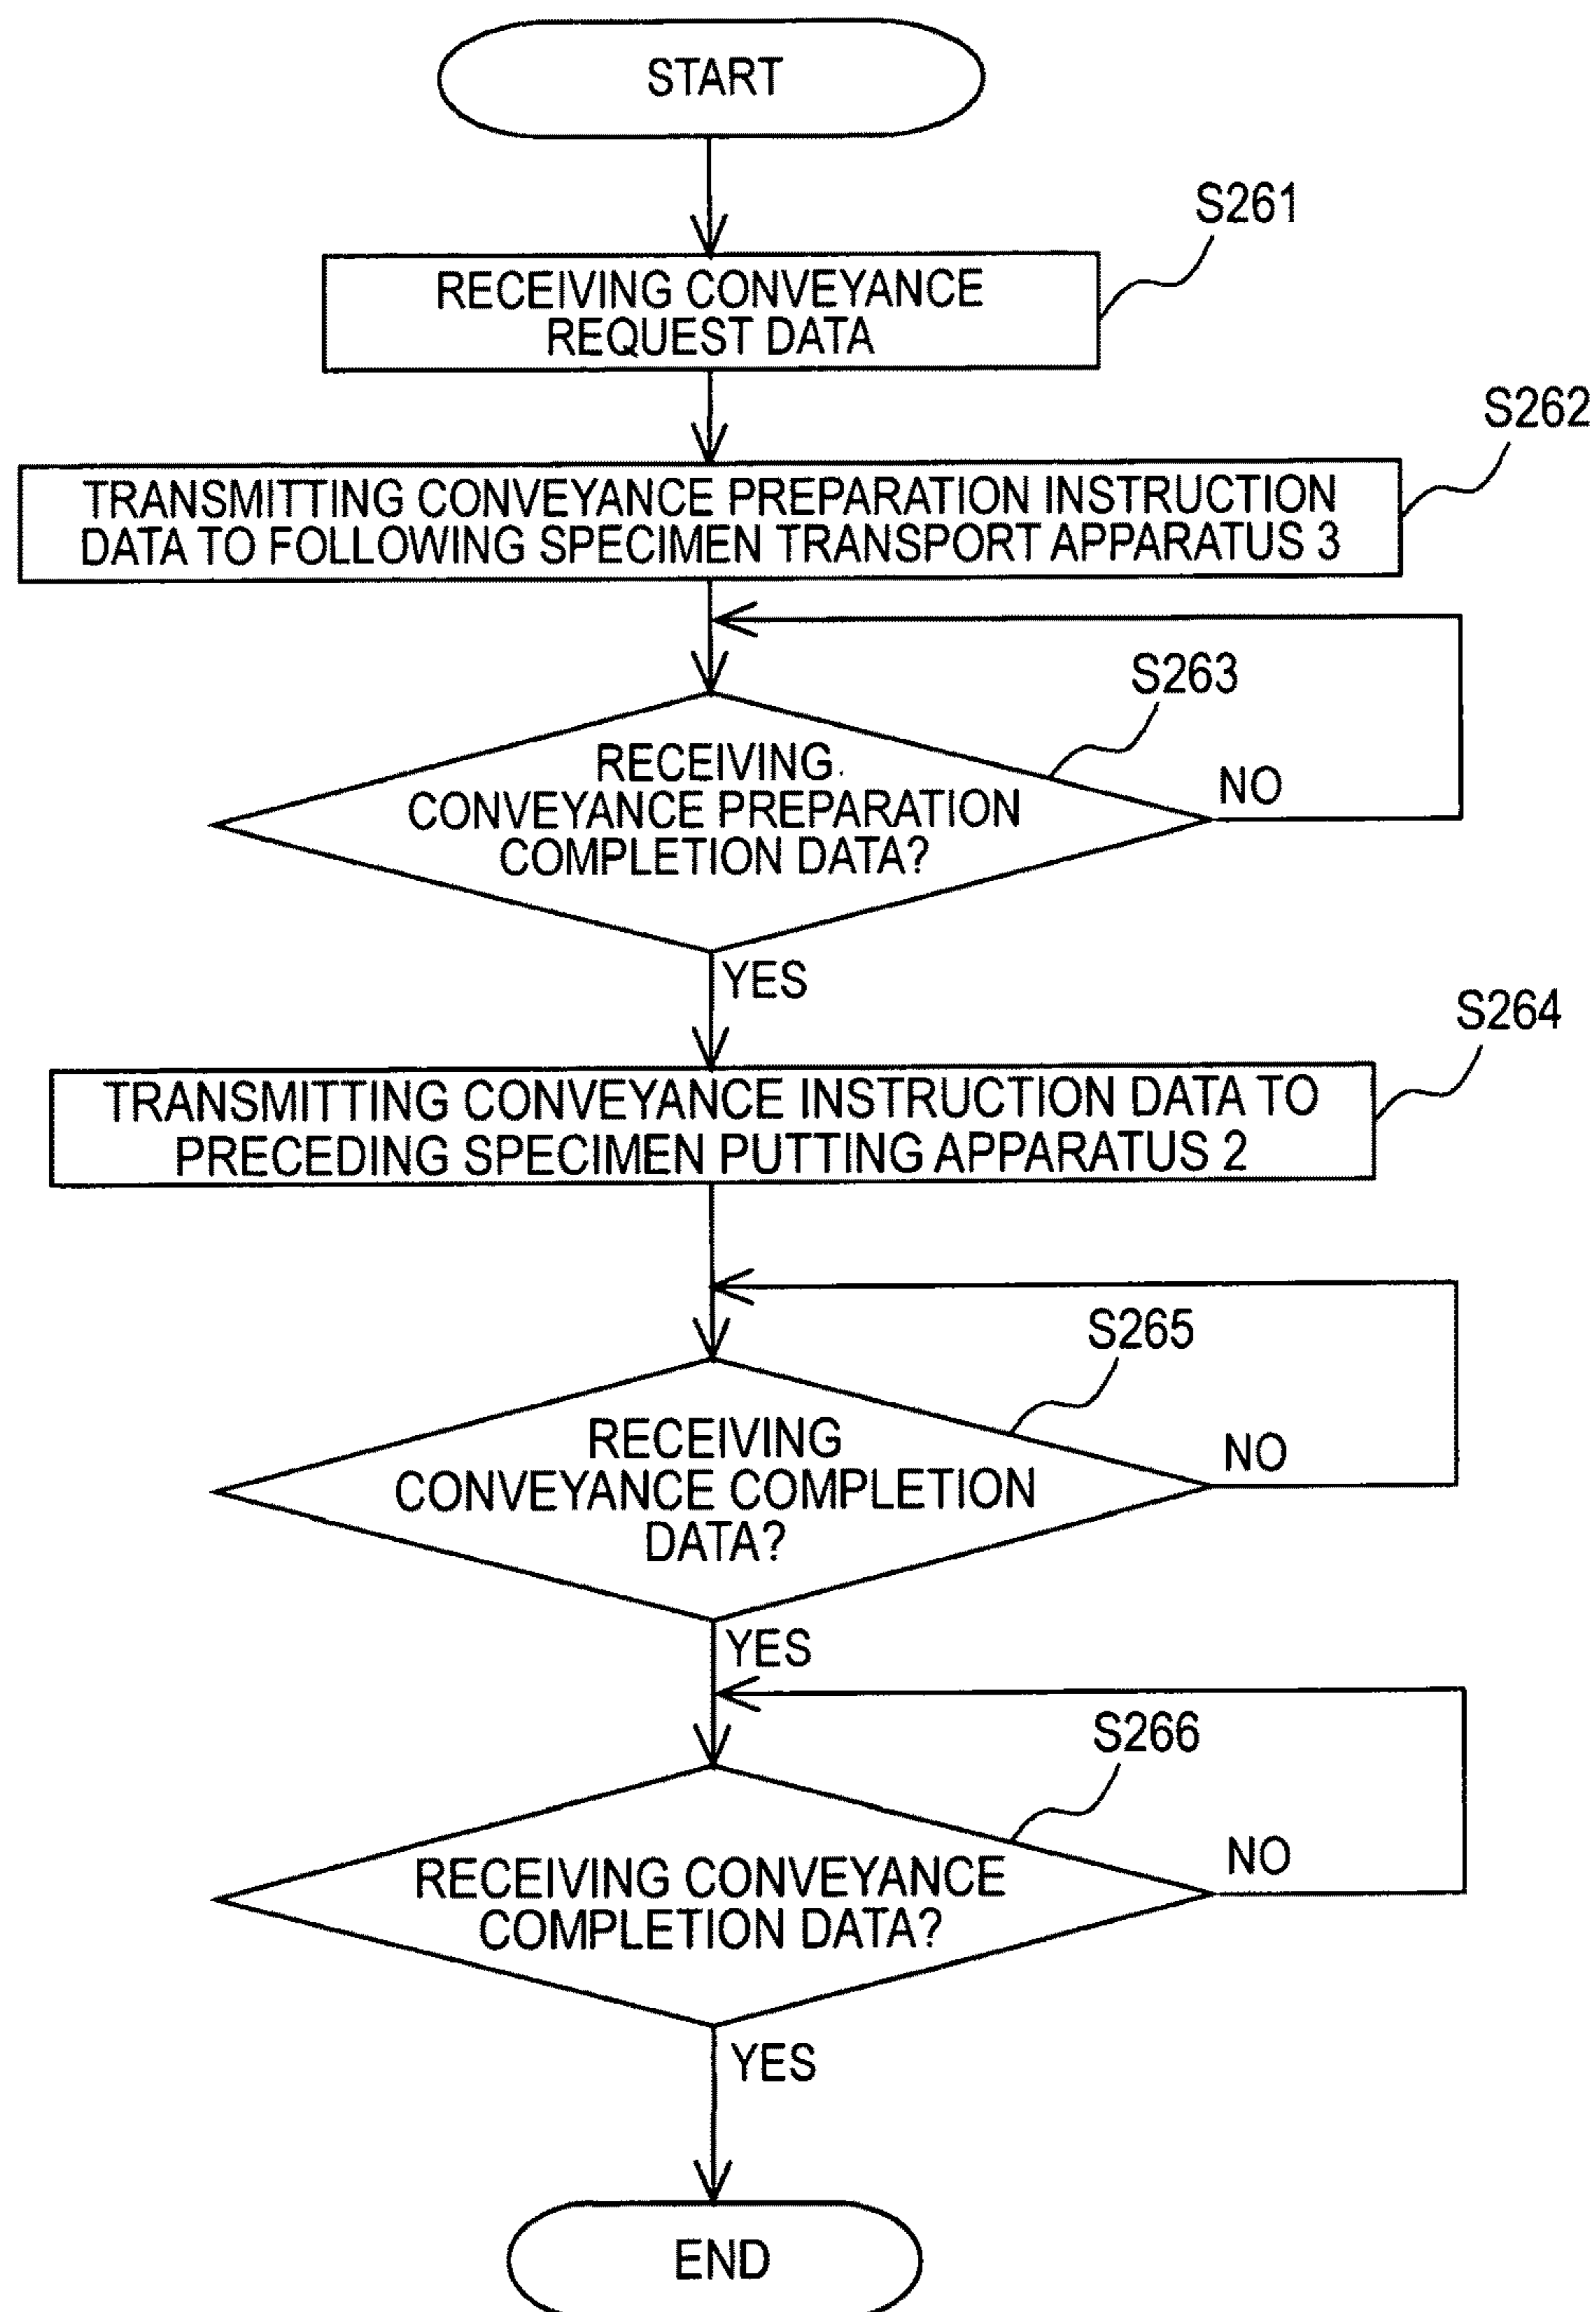 START
S261
RECEIVING CONVEYANCE
REQUEST DATA
S262
TRANSMITTING CONVEYANCE PREPARATION INSTRUCTION
DATA TO FOLLOWING SPECIMEN TRANSPORT APPARATUS 3
S263
RECEIVING
CONVEYANCE PREPARATION
COMPLETION DATA?
NO
YES
S264
TRANSMITTING CONVEYANCE INSTRUCTION DATA TO
PRECEDING SPECIMEN PUTTING APPARATUS 2
S265
RECEIVING
CONVEYANCE COMPLETION
DATA?
NO
YES
S266
RECEIVING CONVEYANCE
COMPLETION DATA?
NO
YES
END